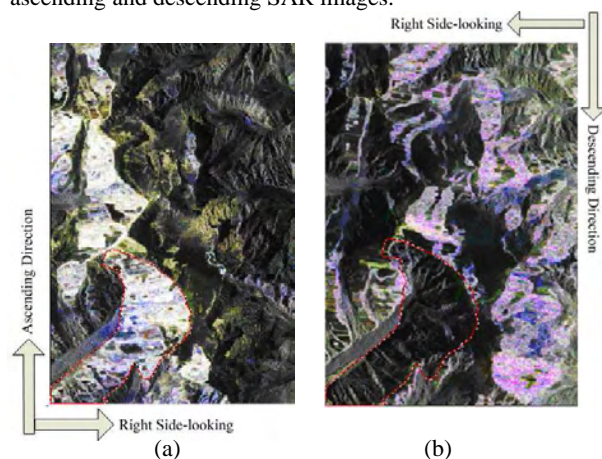 ascending and descending SAR images.
Right Side-looking
Descending Direction
Ascending Direction
Right Side-looking
(a)
(b)